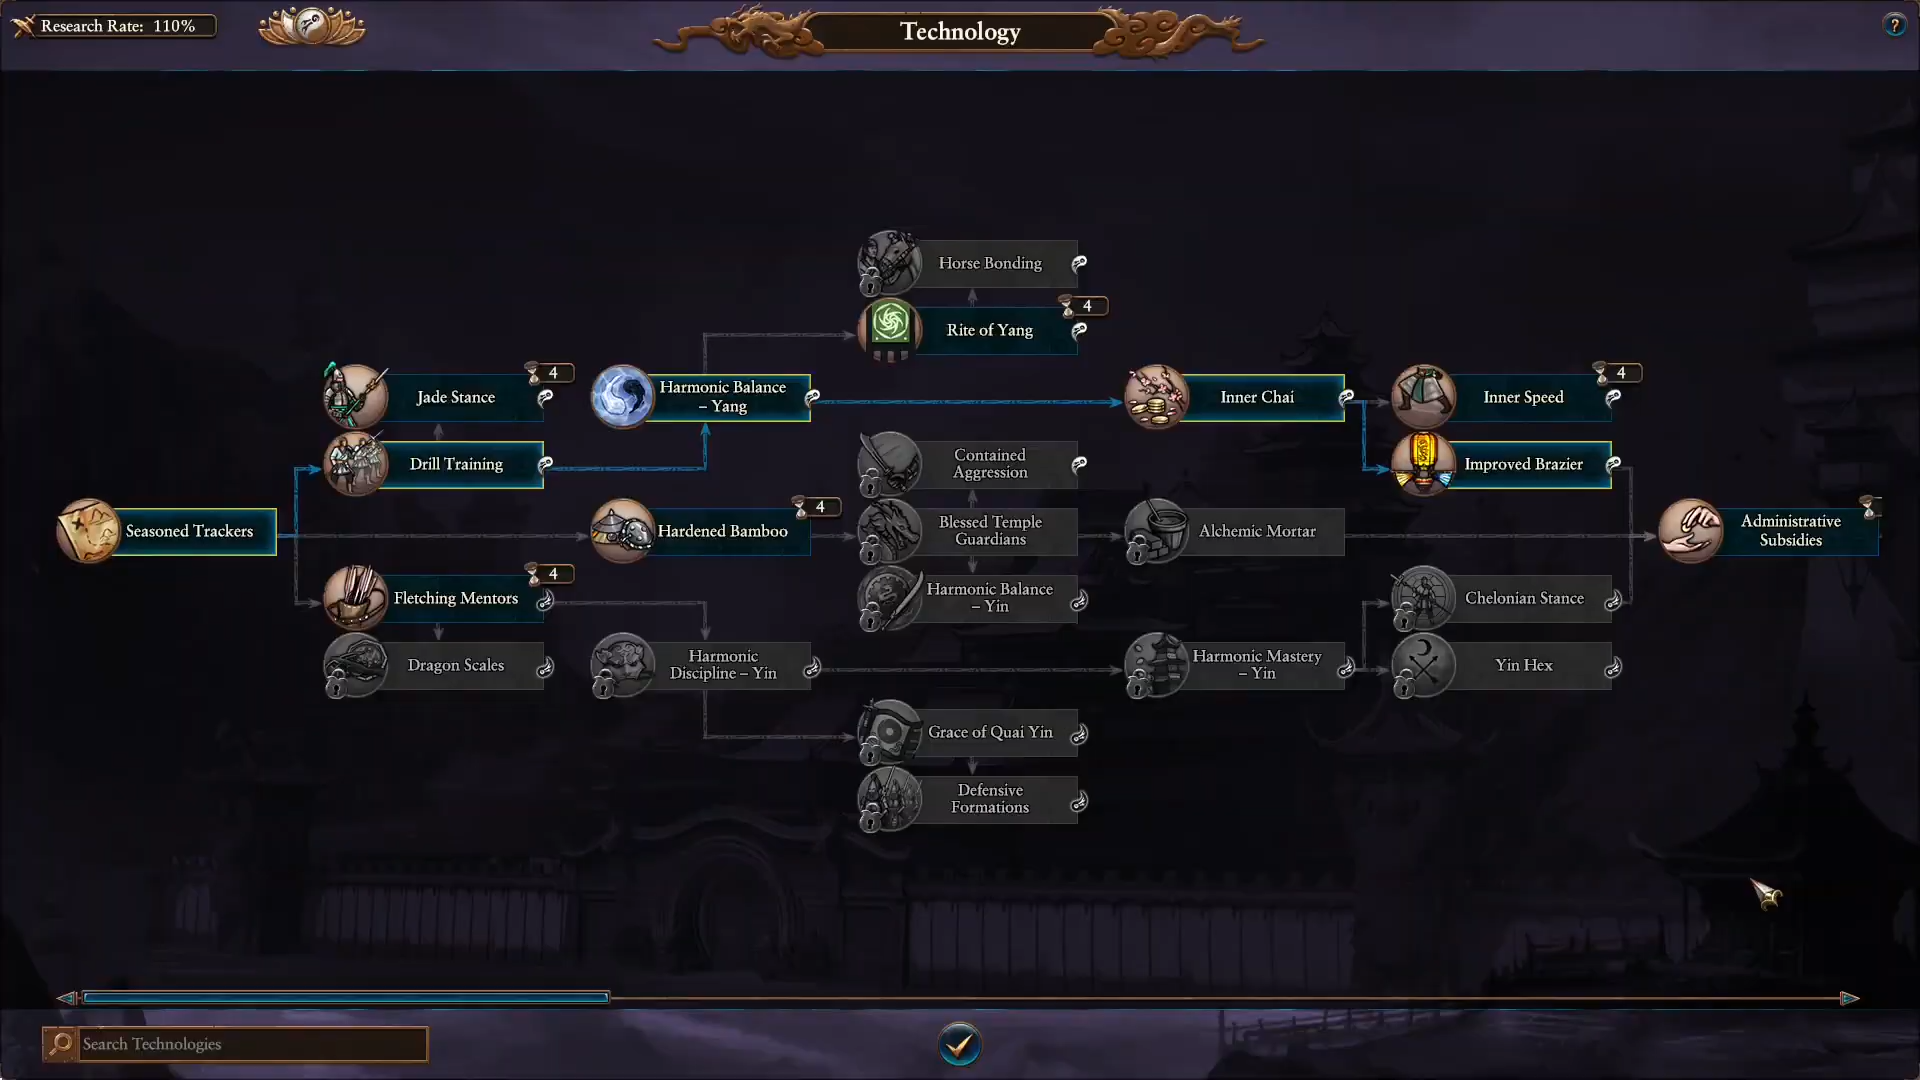 Research Rate: 110%
Technology
?
Horse Bonding
4
Rite of Yang
4
Jade Stance
Harmonic Balance
– Yang
Inner Chai
4
Inner Speed
Drill Training
Contained
Aggression
Improved Brazier
Seasoned Trackers
4
Hardened Bamboo
Blessed Temple
Guardians
Alchemic Mortar
Administrative
Subsidies
4
Fletching Mentors
Harmonic Balance
– Yin
Chelonian Stance
Dragon Scales
Harmonic
Discipline – Yin
Harmonic Mastery
– Yin
Yin Hex
Grace of Quai Yin
Defensive
Formations
Search Technologies